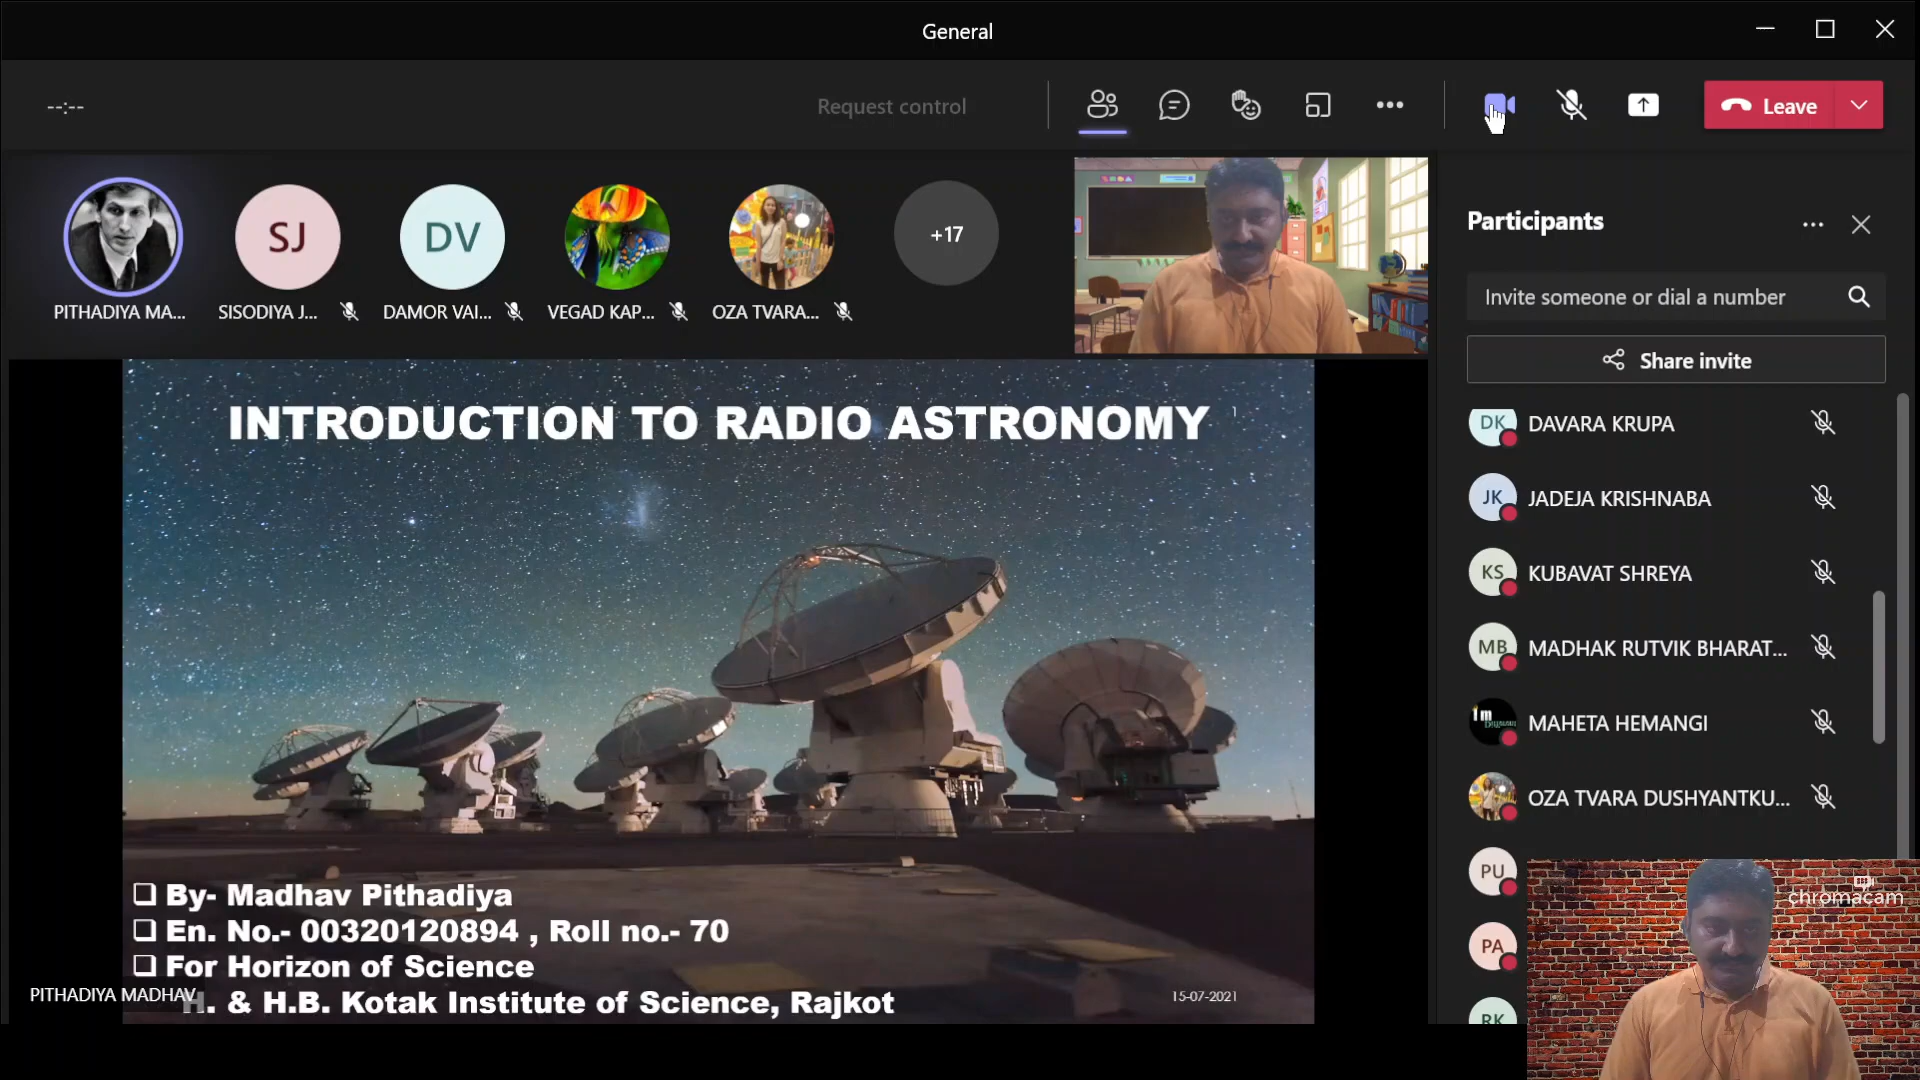 General
--:--
Request control
Leave
SJ
DV
+17
PITHADIYA MA...
SISODIYA J...
DAMOR VAI...
VEGAD KAP...
OZA TVARA...
Participants
Invite someone or dial a number
Share invite
INTRODUCTION TO RADIO ASTRONOMY
1
By- Madhav Pithadiya
En. No.- 00320120894 , Roll no.- 70
For Horizon of Science
H. & H.B. Kotak Institute of Science, Rajkot
15-07-2021
PITHADIYA MADHAV
DK DAVARA KRUPA
JK JADEJA KRISHNABA
KS KUBAVAT SHREYA
MB MADHAK RUTVIK BHARAT...
I'm
MAHETA HEMANGI
OZA TVARA DUSHYANTKU...
PU
PA
RK
chromacam